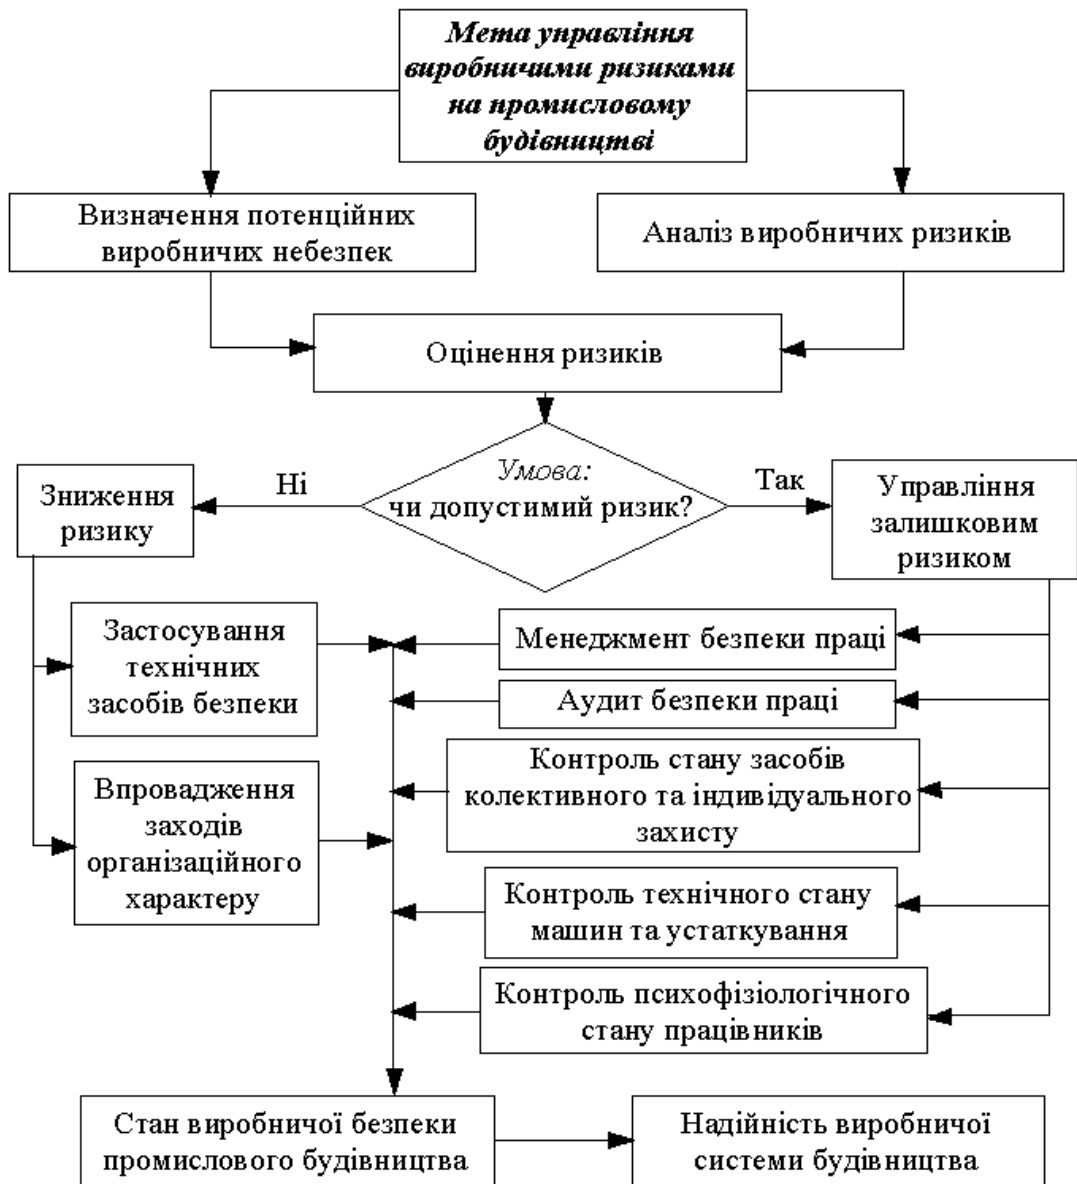 Мета управління
виробничими ризиками
на промисловому
будівництві
Визначення потенційних
виробничих небезпек
Аналіз виробничих ризиків
Оцінення ризиків
Умова:
чи допустимий ризик?
Ні
Так
Зниження
ризику
Управління
залишковим
ризиком
Застосування
технічних
засобів безпеки
Менеджмент безпеки праці
Аудит безпеки праці
Контроль стану засобів
колективного та індивідуального
захисту
Впровадження
заходів
організаційного
характеру
Контроль технічного стану
машин та устаткування
Контроль психофізіологічного
стану працівників
Стан виробничої безпеки
промислового будівництва
Надійність виробничої
системи будівництва